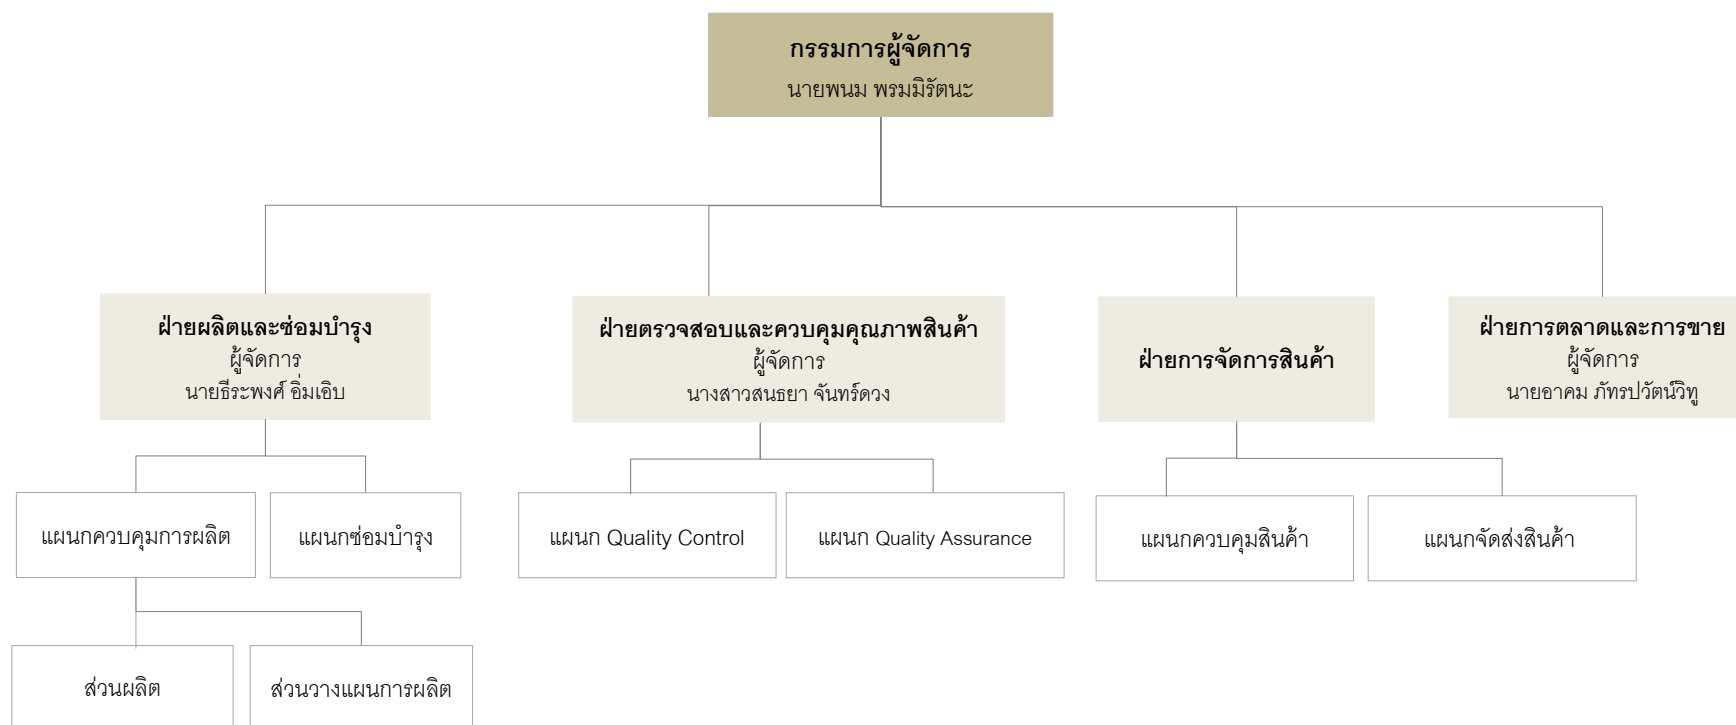 กรรมการผู้จัดการ
นายพนม พรมมิรัตนะ
ฝ่ายผลิตและซ่อมบำรุง
ผู้จัดการ
นายธีระพงศ์ อิ่มเอิบ
ฝ่ายตรวจสอบและควบคุมคุณภาพสินค้า
ผู้จัดการ
นางสาวสนธยา จันทร์ดวง
ฝ่ายการจัดการสินค้า
ฝ่ายการตลาดและการขาย
ผู้จัดการ
นายอาคม ภัทรปวัตน์วิทู
แผนกควบคุมการผลิต
แผนกซ่อมบำรุง
แผนก Quality Control
แผนก Quality Assurance
แผนกควบคุมสินค้า
แผนกจัดส่งสินค้า
ส่วนผลิต
ส่วนวางแผนการผลิต